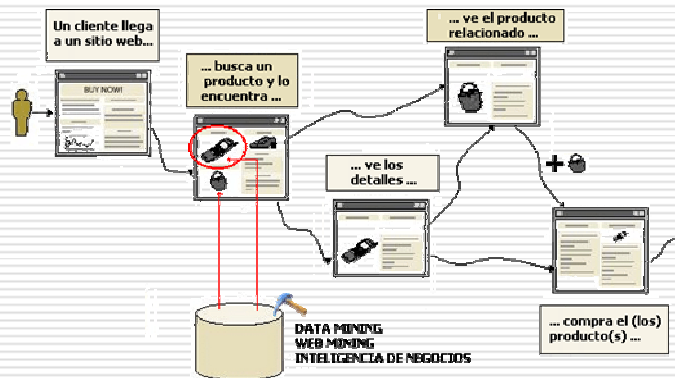 Un cliente llega
a un sitio web...
BUY NOW!
... busca un
producto y lo
encuentra ...
... ve el producto
relacionado ...
... ve los
detalles ...
... compra el (los)
producto(s) ...
DATA MINING
WEB MINING
INTELIGENCIA DE NEGOCIOS